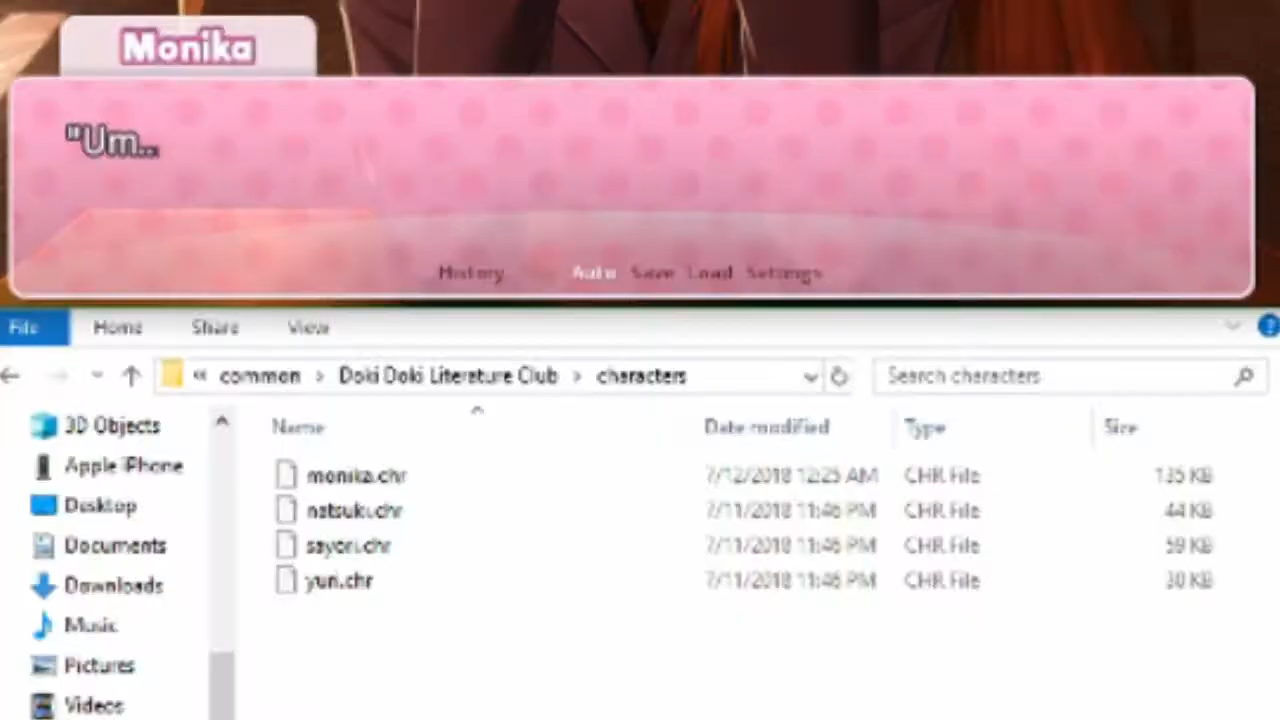 Monika
"Um...
History Auto Save Load Settings
File Home Share View
« common > Doki Doki Literature Club > characters Search characters
3D Objects Name Date modified Type Size
Apple iPhone monika.chr 7/12/2018 12:25 AM CHR File 135 KB
Desktop natsuki.chr 7/11/2018 11:46 PM CHR File 44 KB
Documents sayori.chr 7/11/2018 11:46 PM CHR File 59 KB
Downloads yuri.chr 7/11/2018 11:46 PM CHR File 30 KB
Music
Pictures
Videos